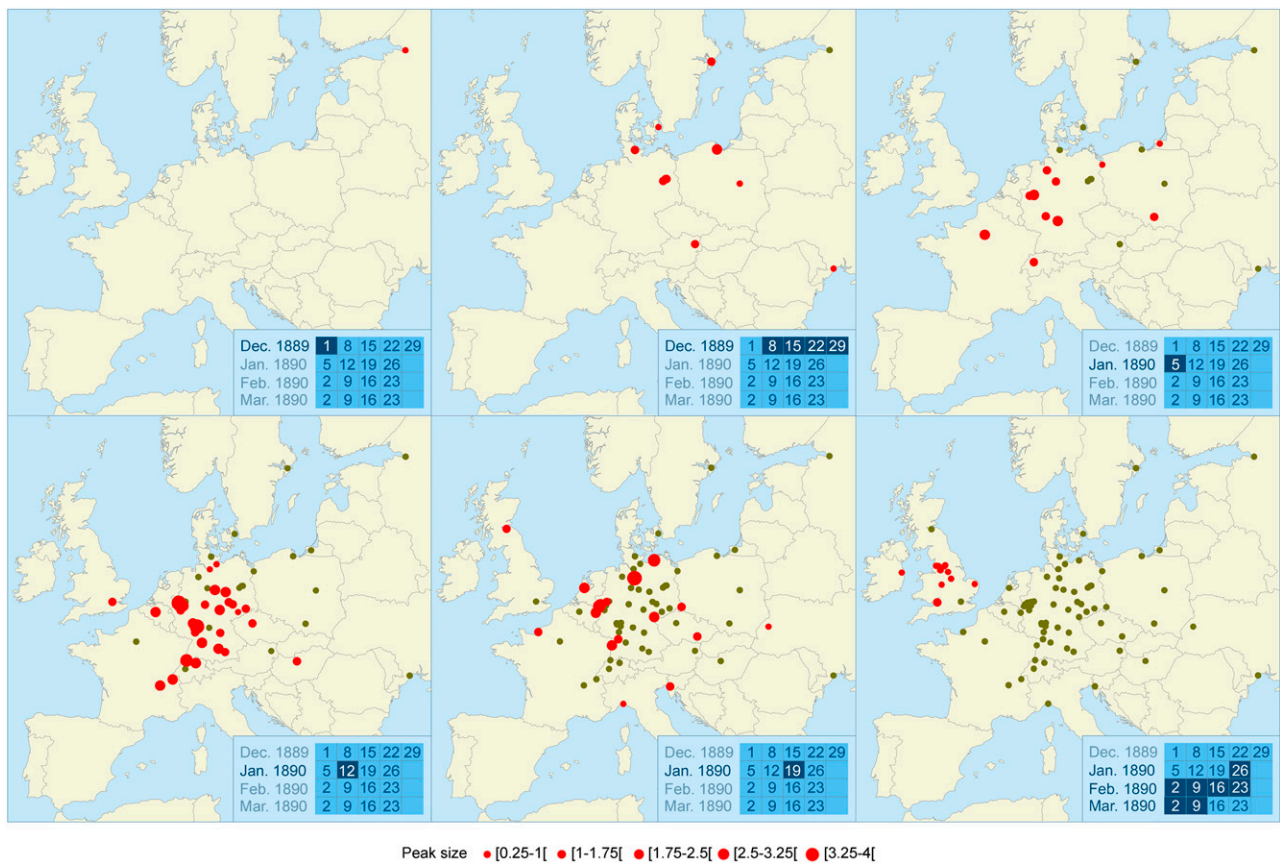 Dec. 1889 1 8 15 22 29
Jan. 1890 5 12 19 26
Feb. 1890 2 9 16 23
Mar. 1890 2 9 16 23
Dec. 1889 1 8 15 22 29
Jan. 1890 5 12 19 26
Feb. 1890 2 9 16 23
Mar. 1890 2 9 16 23
Dec. 1889 1 8 15 22 29
Jan. 1890 5 12 19 26
Feb. 1890 2 9 16 23
Mar. 1890 2 9 16 23
Dec. 1889 1 8 15 22 29
Jan. 1890 5 12 19 26
Feb. 1890 2 9 16 23
Mar. 1890 2 9 16 23
Dec. 1889 1 8 15 22 29
Jan. 1890 5 12 19 26
Feb. 1890 2 9 16 23
Mar. 1890 2 9 16 23
Dec. 1889 1 8 15 22 29
Jan. 1890 5 12 19 26
Feb. 1890 2 9 16 23
Mar. 1890 2 9 16 23
Peak size [0.25-1[ [1-1.75[ [1.75-2.5[ [2.5-3.25[ [3.25-4[